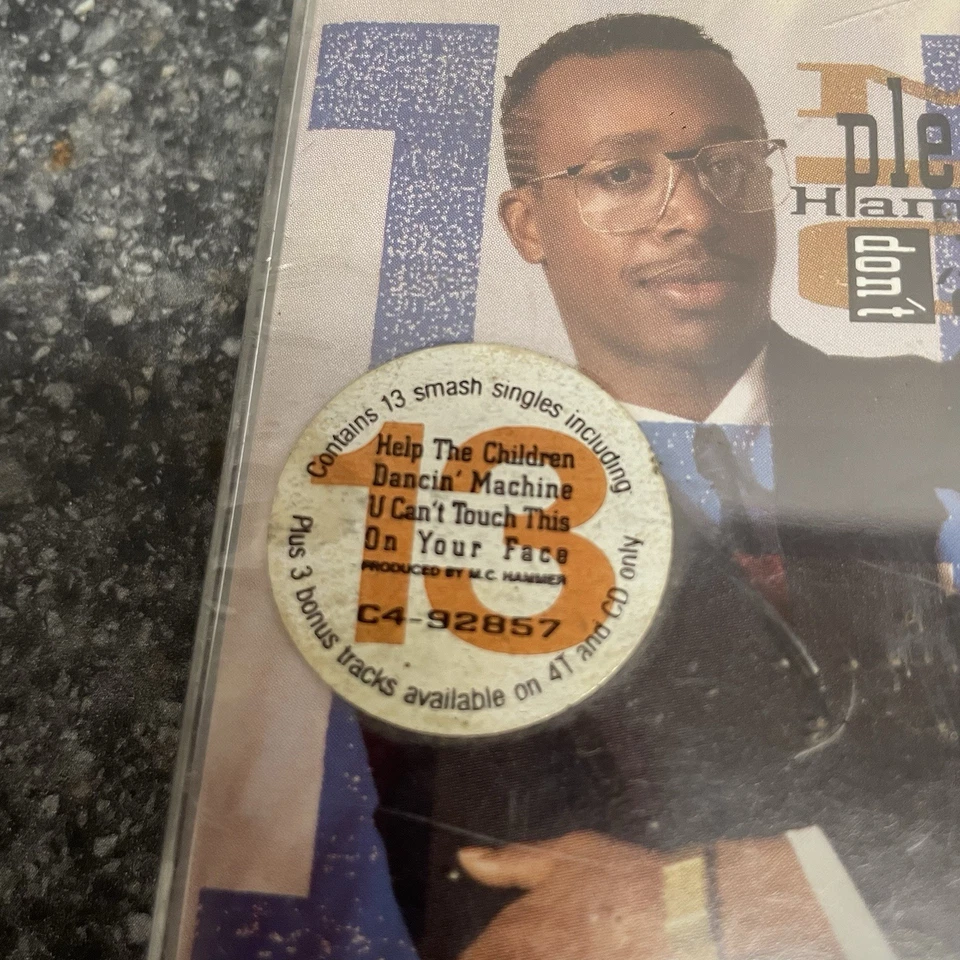 ple
Ham
don't
Contains 13 smash singles including
13
Help The Children
Dancin' Machine
U Can't Touch This
On Your Face
PRODUCED BY M.C. HAMMER
C4-92857
Plus 3 bonus tracks available on 4T and CD only